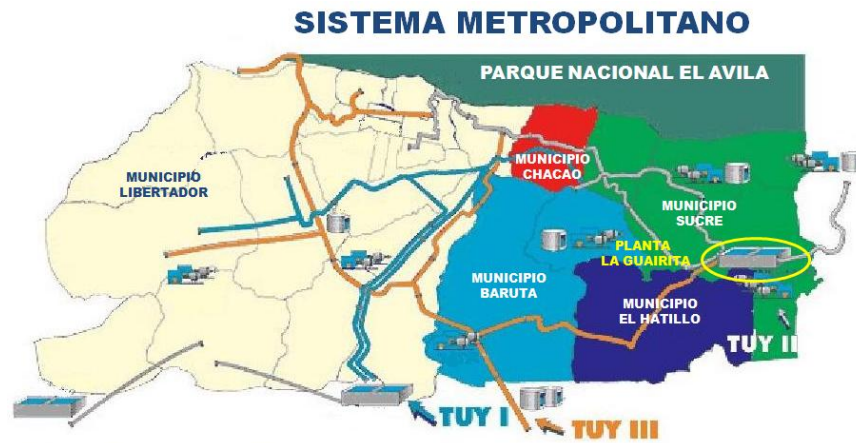 SISTEMA METROPOLITANO
PARQUE NACIONAL EL AVILA
MUNICIPIO
CHACAO
MUNICIPIO
LIBERTADOR
MUNICIPIO
SUCRE
PLANTA
LA GUAIRITA
MUNICIPIO
BARUTA
MUNICIPIO
EL HATILLO
TUY II
TUY I
TUY III